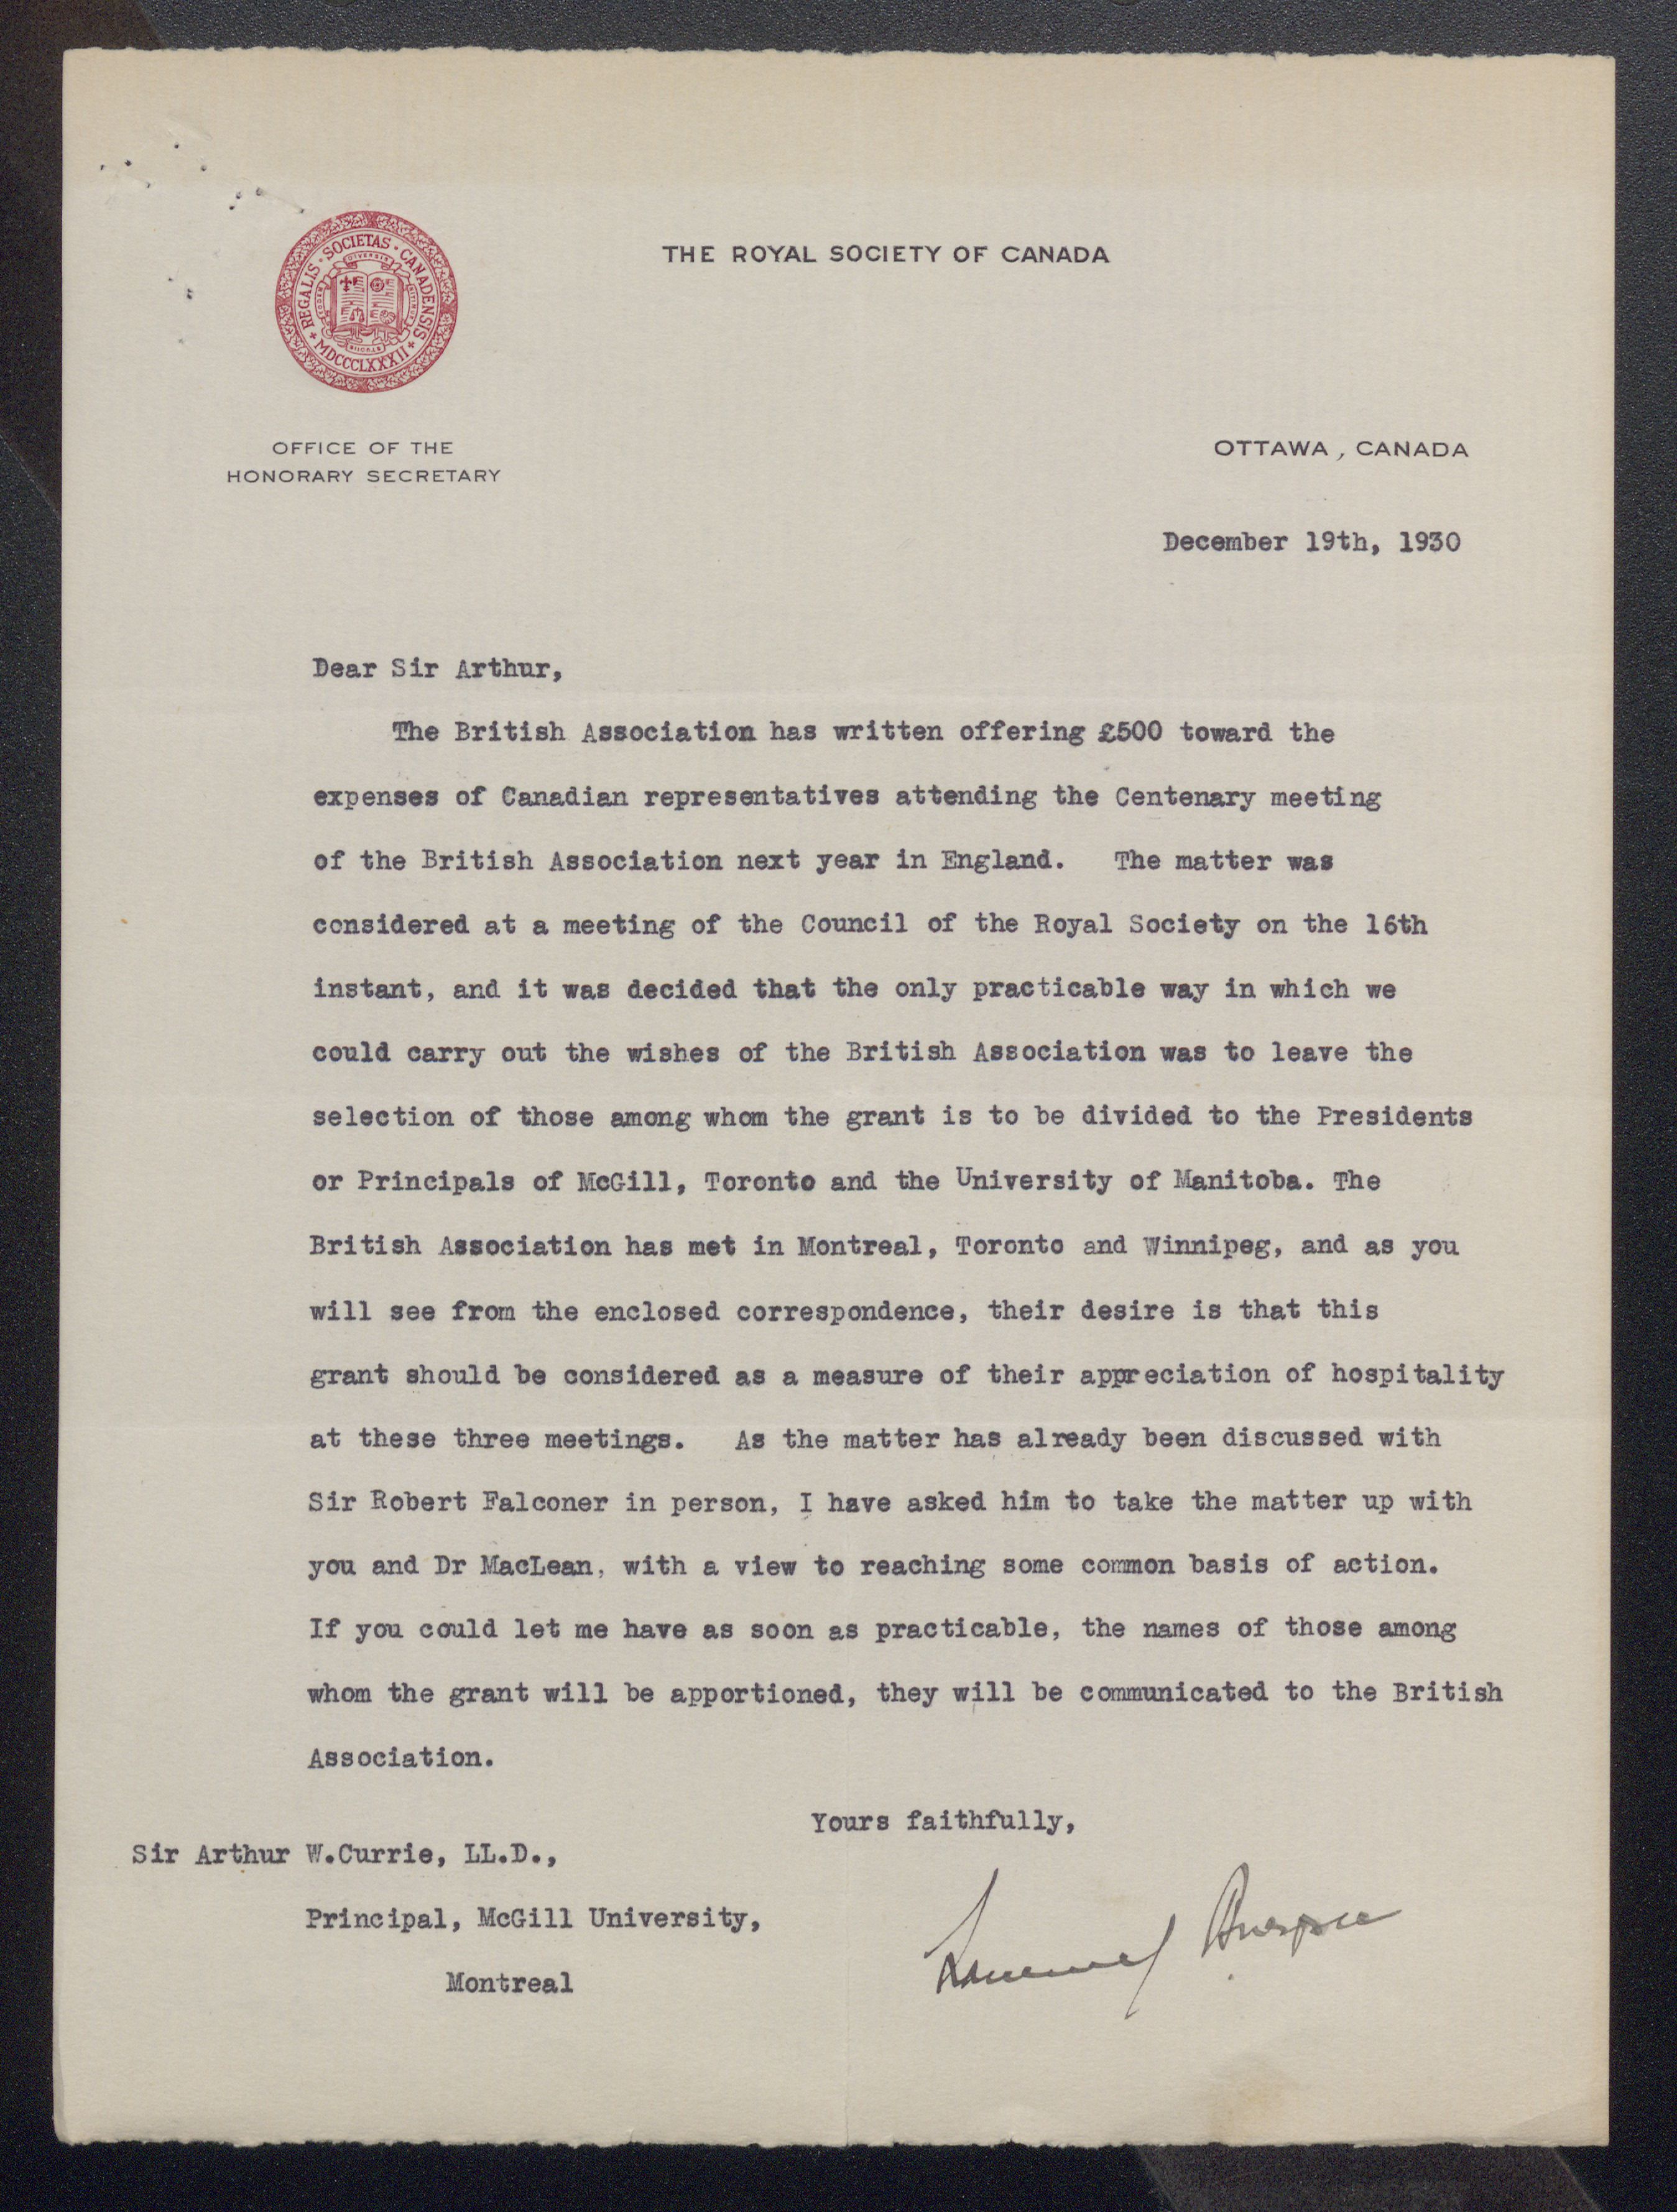 REGALIS · SOCIETAS · CANADENSIS
MDCCCLXXXII
THE ROYAL SOCIETY OF CANADA
OFFICE OF THE
HONORARY SECRETARY
OTTAWA, CANADA
December 19th, 1930
Dear Sir Arthur,
The British Association has written offering £500 toward the
expenses of Canadian representatives attending the Centenary meeting
of the British Association next year in England. The matter was
considered at a meeting of the Council of the Royal Society on the 16th
instant, and it was decided that the only practicable way in which we
could carry out the wishes of the British Association was to leave the
selection of those among whom the grant is to be divided to the Presidents
or Principals of McGill, Toronto and the University of Manitoba. The
British Association has met in Montreal, Toronto and Winnipeg, and as you
will see from the enclosed correspondence, their desire is that this
grant should be considered as a measure of their appreciation of hospitality
at these three meetings. As the matter has already been discussed with
Sir Robert Falconer in person, I have asked him to take the matter up with
you and Dr MacLean, with a view to reaching some common basis of action.
If you could let me have as soon as practicable, the names of those among
whom the grant will be apportioned, they will be communicated to the British
Association.
Yours faithfully,
Sir Arthur W.Currie, LL.D.,
Principal, McGill University,
Montreal